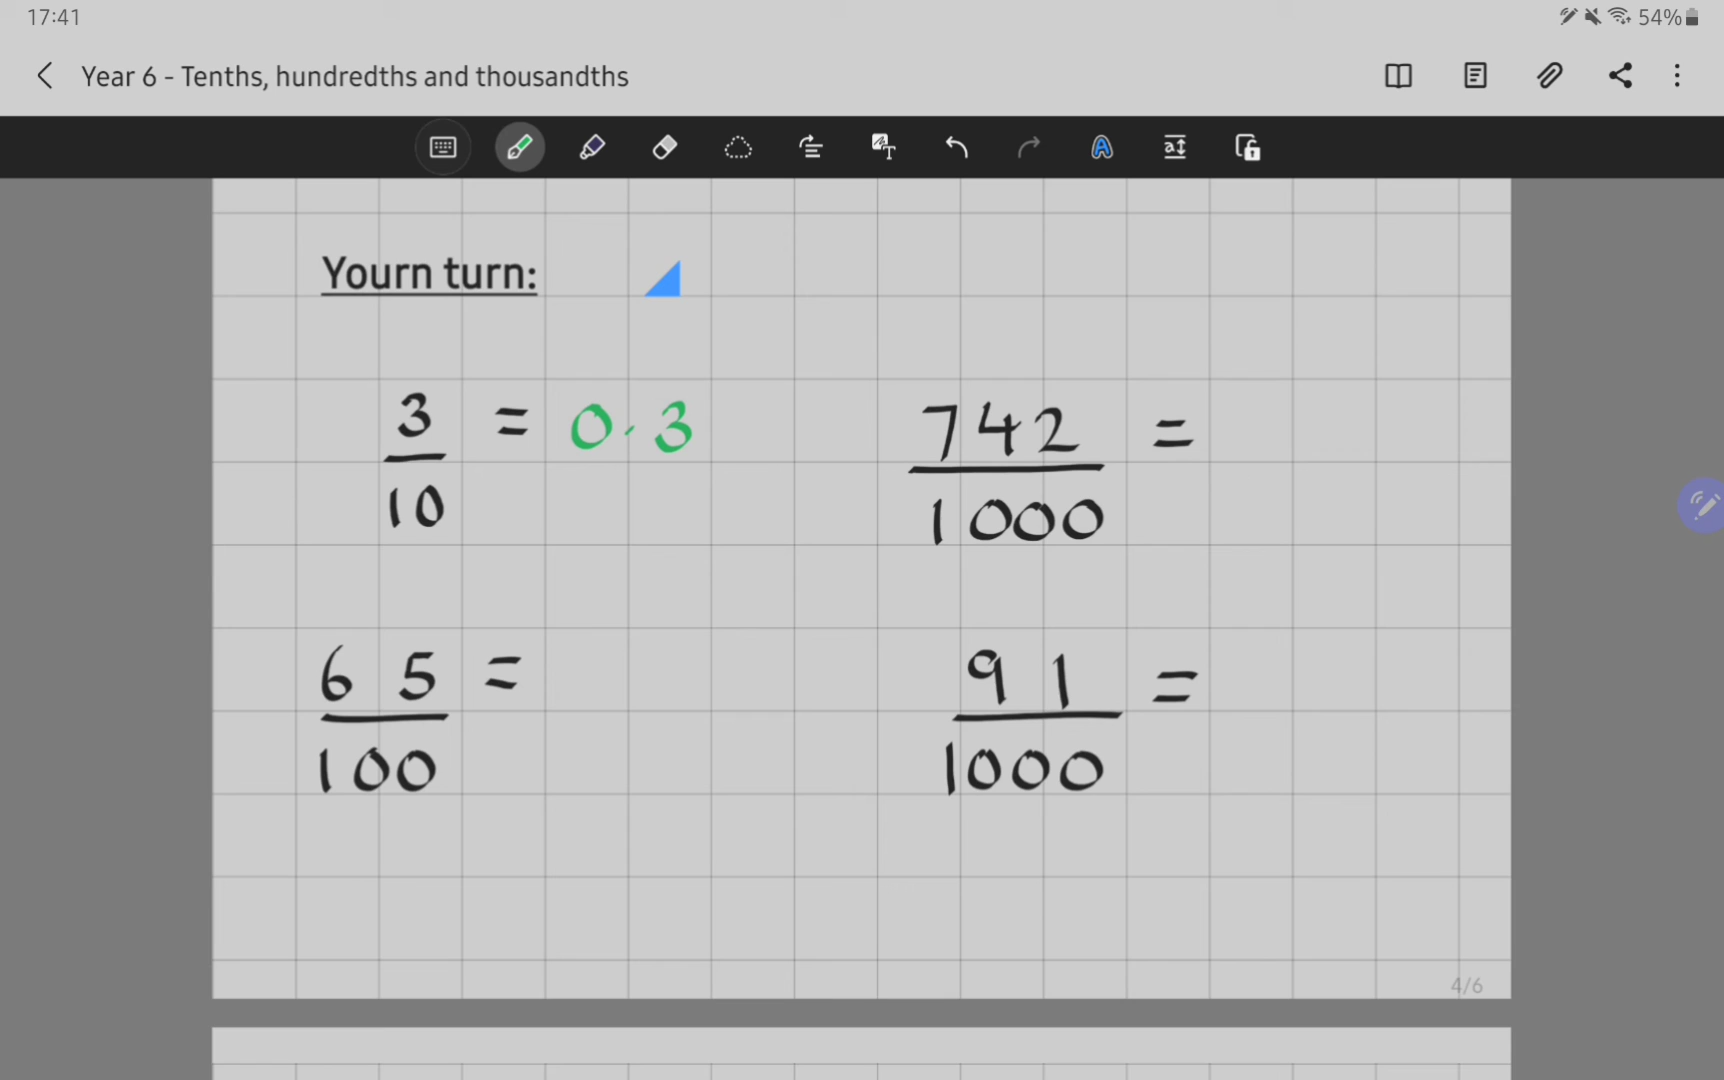 17:41
54%
Year 6 - Tenths, hundredths and thousandths
Yourn turn:
3/10 = 0.3
742/1000 =
65/100 =
91/1000 =
4/6